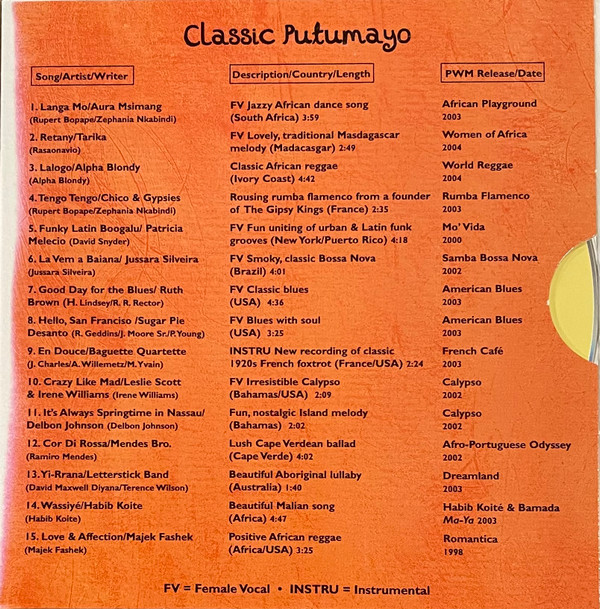 Classic Putumayo
Song/Artist/Writer
Description/Country/Length
PWM Release/Date
1. Langa Mo/Aura Msimang
(Rupert Bopape/Zephania Nkabindi)
FV Jazzy African dance song
(South Africa) 3:59
African Playground
2003
2. Retany/Tarika
(Rasaonavio)
FV Lovely, traditional Masdagascar
melody (Madacasgar) 2:49
Women of Africa
2004
3. Lalogo/Alpha Blondy
(Alpha Blondy)
Classic African reggae
(Ivory Coast) 4:42
World Reggae
2004
4. Tengo Tengo/Chico & Gypsies
(Rupert Bopape/Zephania Nkabindi)
Rousing rumba flamenco from a founder
of The Gipsy Kings (France) 2:35
Rumba Flamenco
2003
5. Funky Latin Boogalu/ Patricia
Melecio (David Snyder)
FV Fun uniting of urban & Latin funk
grooves (New York/Puerto Rico) 4:18
Mo' Vida
2000
6. La Vem a Baiana/ Jussara Silveira
(Jussara Silveira)
FV Smoky, classic Bossa Nova
(Brazil) 4:01
Samba Bossa Nova
2002
7. Good Day for the Blues/ Ruth
Brown (H. Lindsey/R, R. Rector)
FV Classic blues
(USA) 4:36
American Blues
2003
8. Hello, San Franciso /Sugar Pie
Desanto (R. Geddins/J. Moore Sr./P. Young)
FV Blues with soul
(USA) 3:25
American Blues
2003
9. En Douce/Baguette Quartette
(J. Charles/A. Willemetz/M. Yvain)
INSTRU New recording of classic
1920s French foxtrot (France/USA) 2:24
French Café
2003
10. Crazy Like Mad/Leslie Scott
& Irene Williams (Irene Williams)
FV Irresistible Calypso
(Bahamas/USA) 2:09
Calypso
2002
11. It's Always Springtime in Nassau/
Delbon Johnson (Delbon Johnson)
Fun, nostalgic Island melody
(Bahamas) 2:02
Calypso
2002
12. Cor Di Rossa/Mendes Bro.
(Ramiro Mendes)
Lush Cape Verdean ballad
(Cape Verde) 4:02
Afro-Portuguese Odyssey
2002
13. Yi-Rrana/Letterstick Band
(David Maxwell Diyana/Terence Wilson)
Beautiful Aboriginal lullaby
(Australia) 1:40
Dreamland
2003
14. Wassiyé/Habib Koite
(Habib Koite)
Beautiful Malian song
(Africa) 4:47
Habib Koité & Bamada
Ma-Ya 2003
15. Love & Affection/Majek Fashek
(Majek Fashek)
Positive African reggae
(Africa/USA) 3:25
Romantica
1998
FV = Female Vocal • INSTRU = Instrumental